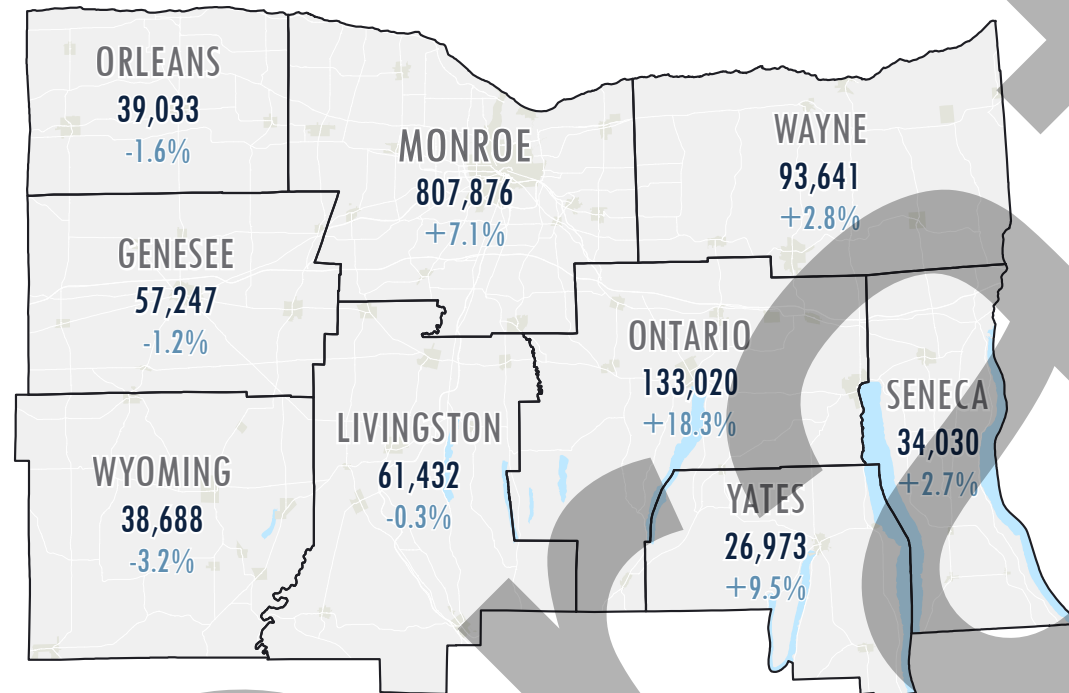 ORLEANS
39,033
-1.6%
MONROE
807,876
+7.1%
WAYNE
93,641
+2.8%
GENESEE
57,247
-1.2%
ONTARIO
133,020
+18.3%
SENECA
34,030
+2.7%
LIVINGSTON
61,432
-0.3%
WYOMING
38,688
-3.2%
YATES
26,973
+9.5%